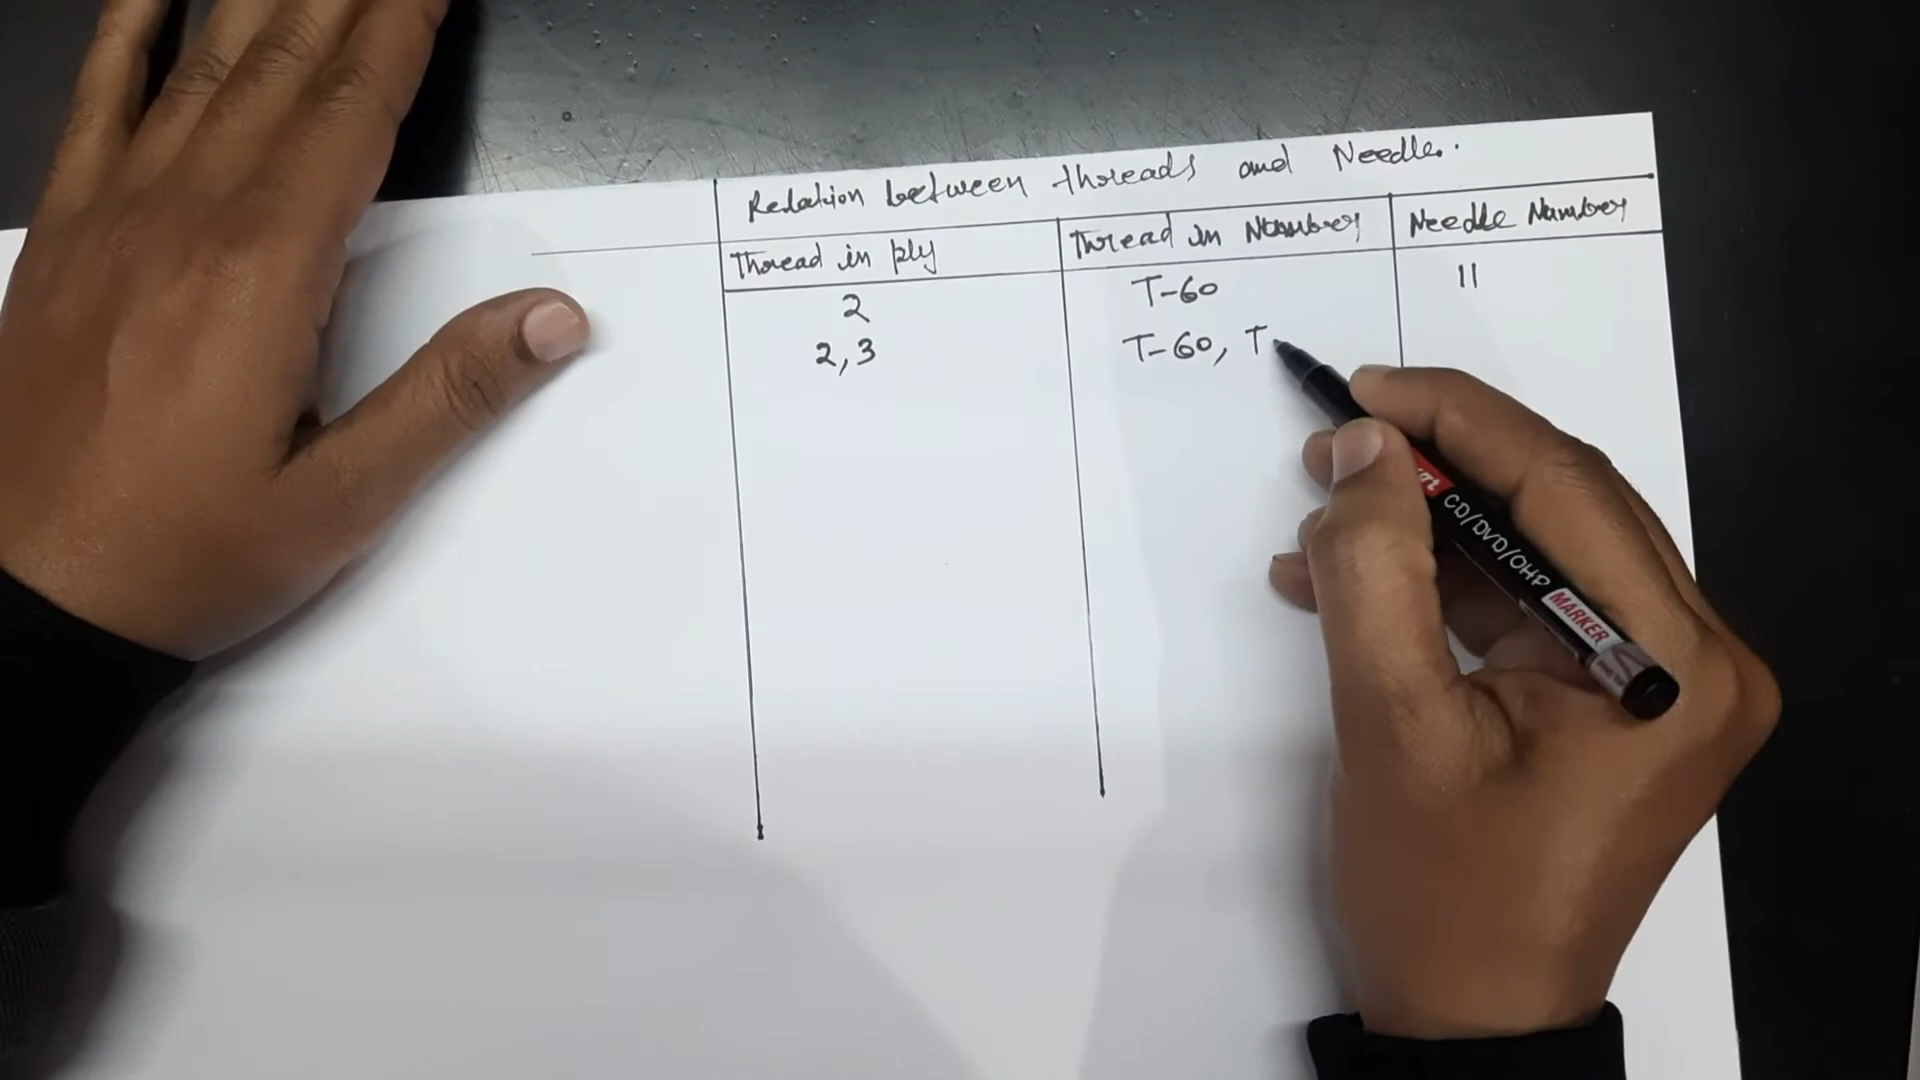 Relation between threads and Needle.
Thread in ply Thread in Number Needle Number
2 T-60 11
2,3 T-60, T
CD/DVD/OHP MARKER